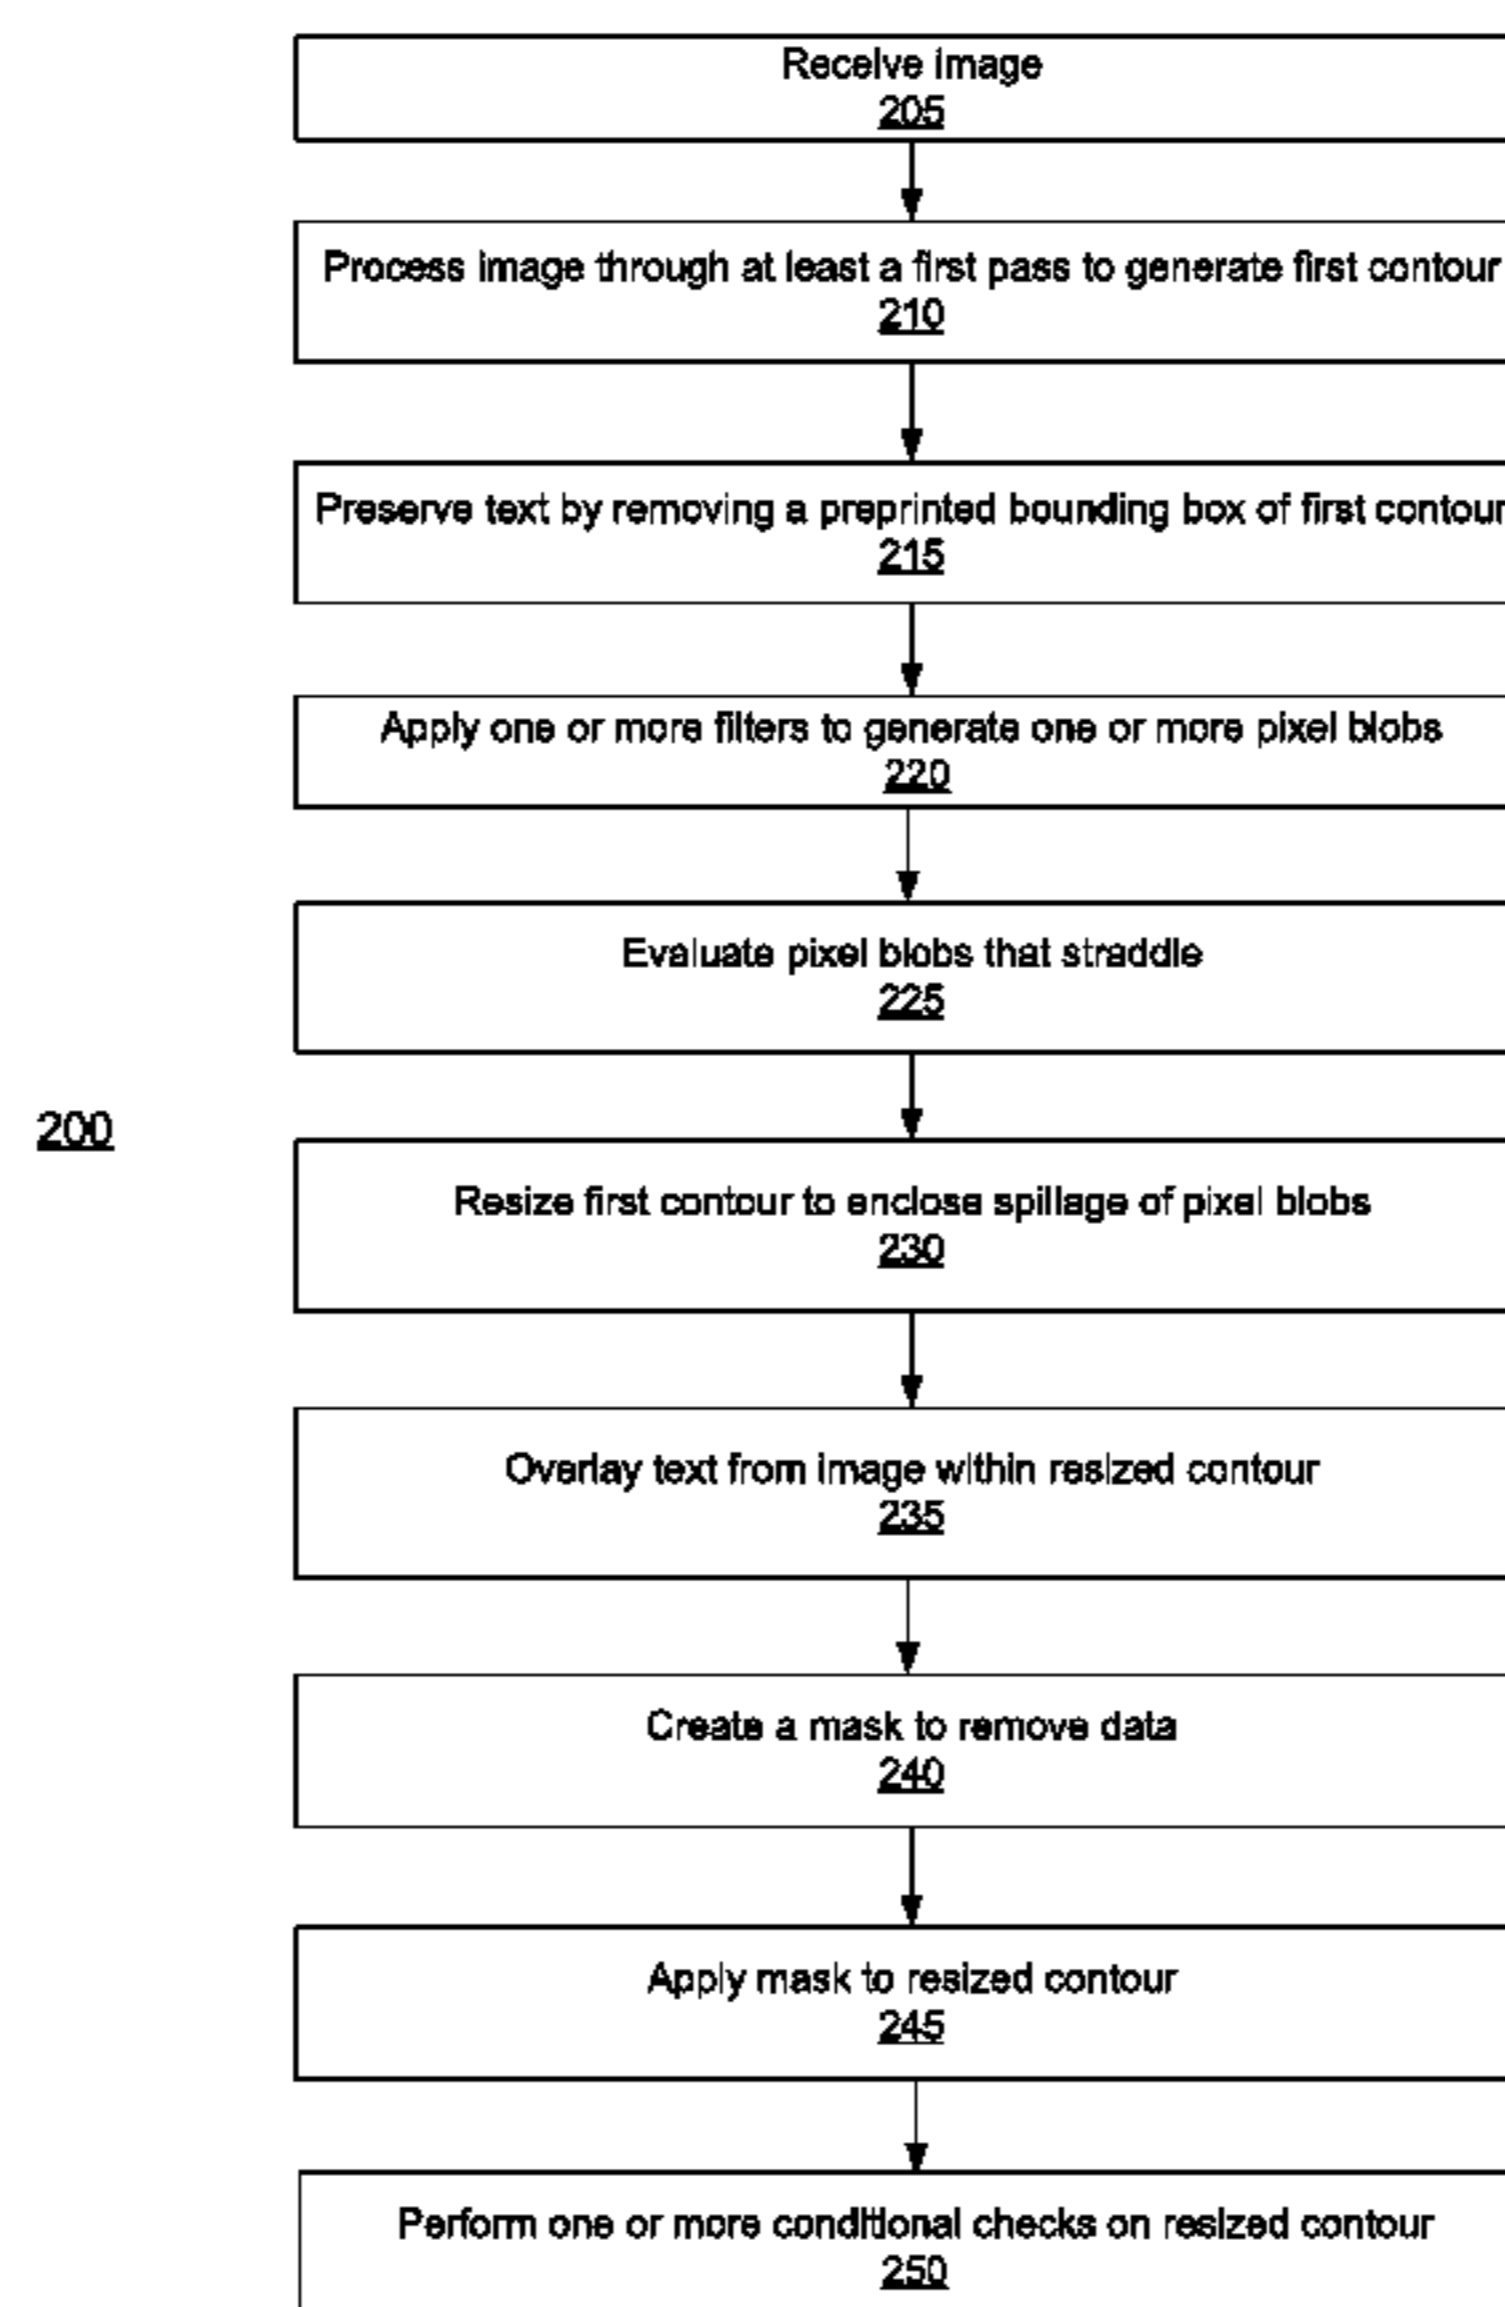 Receive image
205
Process image through at least a first pass to generate first contour
210
Preserve text by removing a preprinted bounding box of first contour
215
Apply one or more filters to generate one or more pixel blobs
220
Evaluate pixel blobs that straddle
225
200
Resize first contour to enclose spillage of pixel blobs
230
Overlay text from image within resized contour
235
Create a mask to remove data
240
Apply mask to resized contour
245
Perform one or more conditional checks on resized contour
250